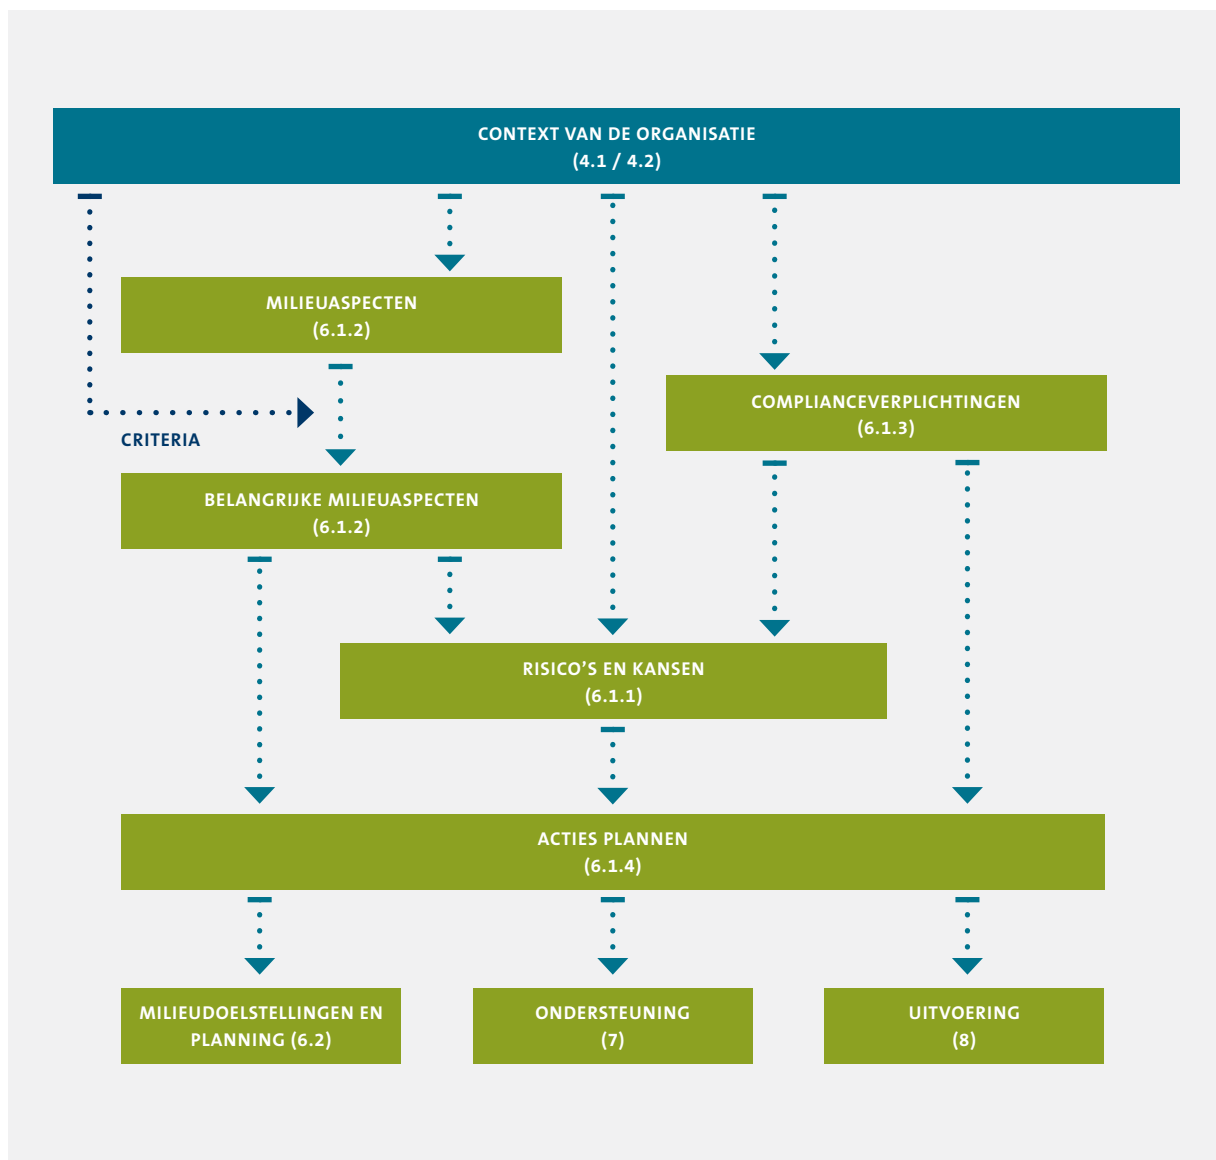 CONTEXT VAN DE ORGANISATIE
(4.1 / 4.2)
MILIEUASPECTEN
(6.1.2)
COMPLIANCEVERPLICHTINGEN
(6.1.3)
CRITERIA
BELANGRIJKE MILIEUASPECTEN
(6.1.2)
RISICO’S EN KANSEN
(6.1.1)
ACTIES PLANNEN
(6.1.4)
MILIEUDOELSTELLINGEN EN
PLANNING (6.2)
ONDERSTEUNING
(7)
UITVOERING
(8)